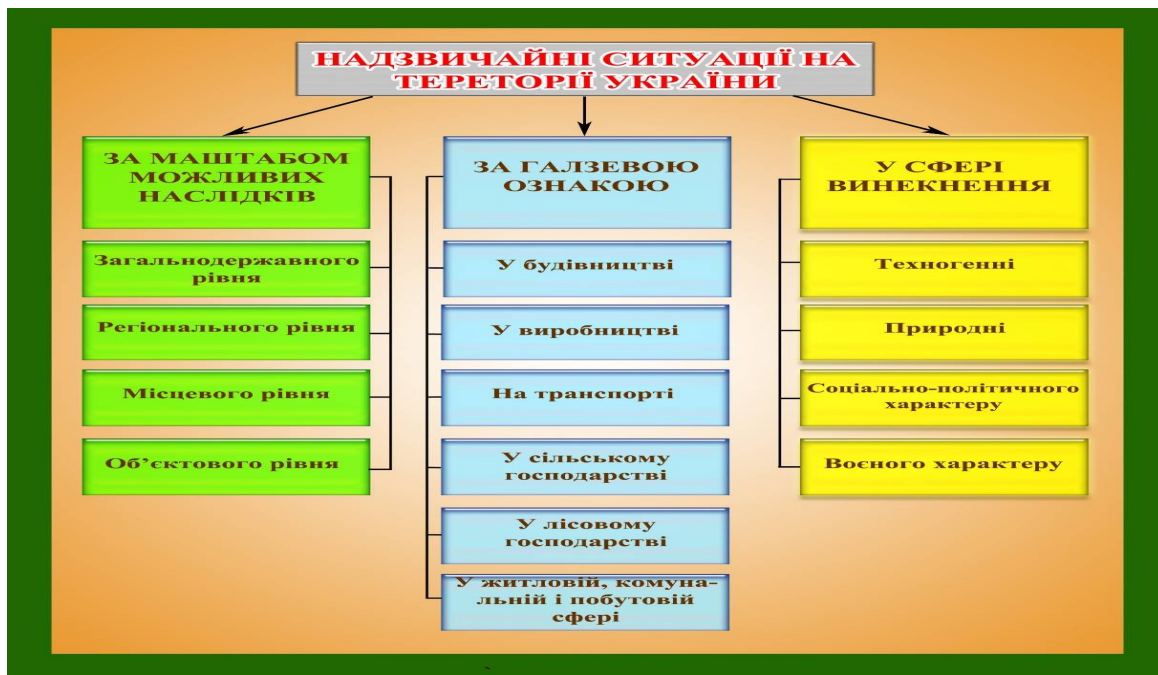 НАДЗВИЧАЙНІ СИТУАЦІЇ НА
ТЕРЕТОРІЇ УКРАЇНИ
ЗА МАШТАБОМ
МОЖЛИВИХ
НАСЛІДКІВ
Загальнодержавного
рівня
Регіонального рівня
Місцевого рівня
Об’єктового рівня
ЗА ГАЛЗЕВОЮ
ОЗНАКОЮ
У будівництві
У виробництві
На транспорті
У сільському
господарстві
У лісовому
господарстві
У житловій, комуна-
льній і побутовій
сфері
У СФЕРІ
ВИНЕКНЕННЯ
Техногенні
Природні
Соціально-політичного
характеру
Воєного характеру